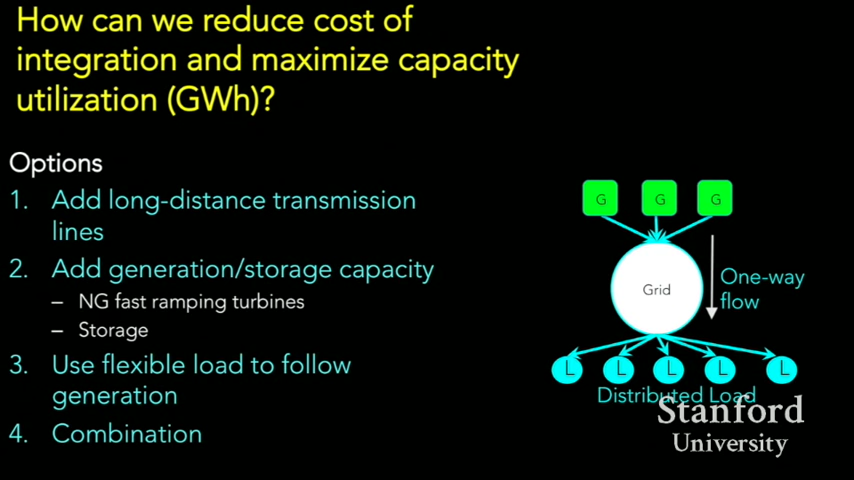 How can we reduce cost of
integration and maximize capacity
utilization (GWh)?
Options
1. Add long-distance transmission
lines
2. Add generation/storage capacity
– NG fast ramping turbines
– Storage
3. Use flexible load to follow
generation
4. Combination
G G G
Grid
One-way
flow
L L L L L
Distributed Load
Stanford
University